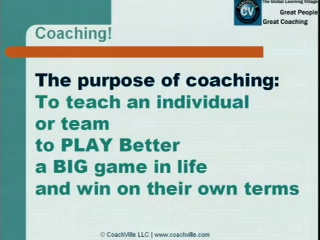 The Global Learning Village
Great People
Great Coaching
CV
Coaching!
The purpose of coaching:
To teach an individual
or team
to PLAY Better
a BIG game in life
and win on their own terms
© CoachVille LLC | www.coachville.com